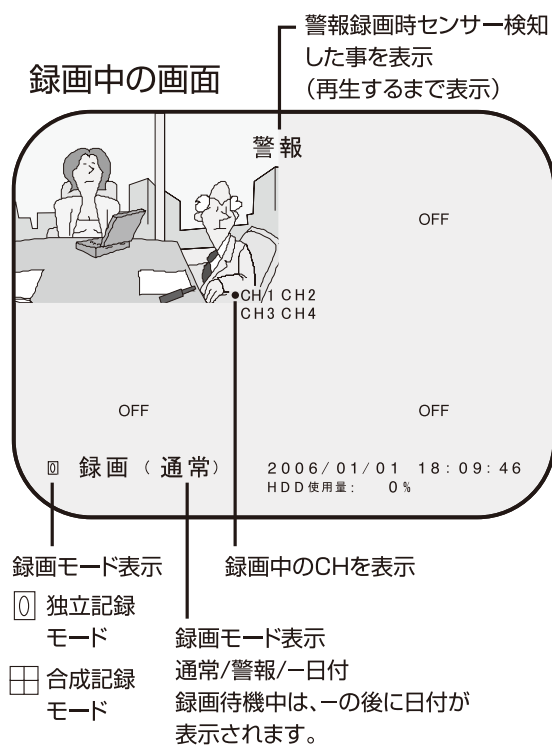 警報録画時センサー検知
した事を表示
(再生するまで表示)
録画中の画面
警報
OFF
●CH1 CH2
CH3 CH4
OFF
OFF
0 録画(通常)
2006/01/01 18:09:46
HDD使用量: 0%
録画モード表示
0 独立記録
モード
合成記録
モード
録画中のCHを表示
録画モード表示
通常/警報/−日付
録画待機中は、−の後に日付が
表示されます。